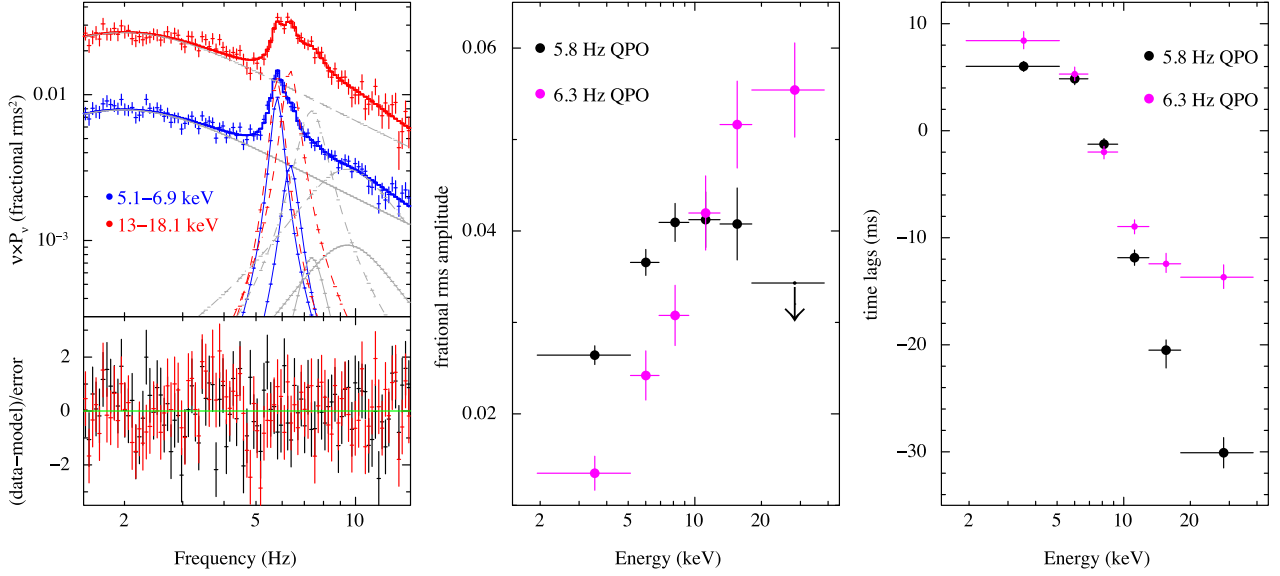 ν×Pν (fractional rms²)
0.01
10⁻³
5.1−6.9 keV
13−18.1 keV
(data−model)/error
2
0
−2
2
5
10
Frequency (Hz)
frational rms amplitude
0.06
0.04
0.02
5.8 Hz QPO
6.3 Hz QPO
2
5
10
20
Energy (keV)
time lags (ms)
10
0
−10
−20
−30
5.8 Hz QPO
6.3 Hz QPO
2
5
10
20
Energy (keV)